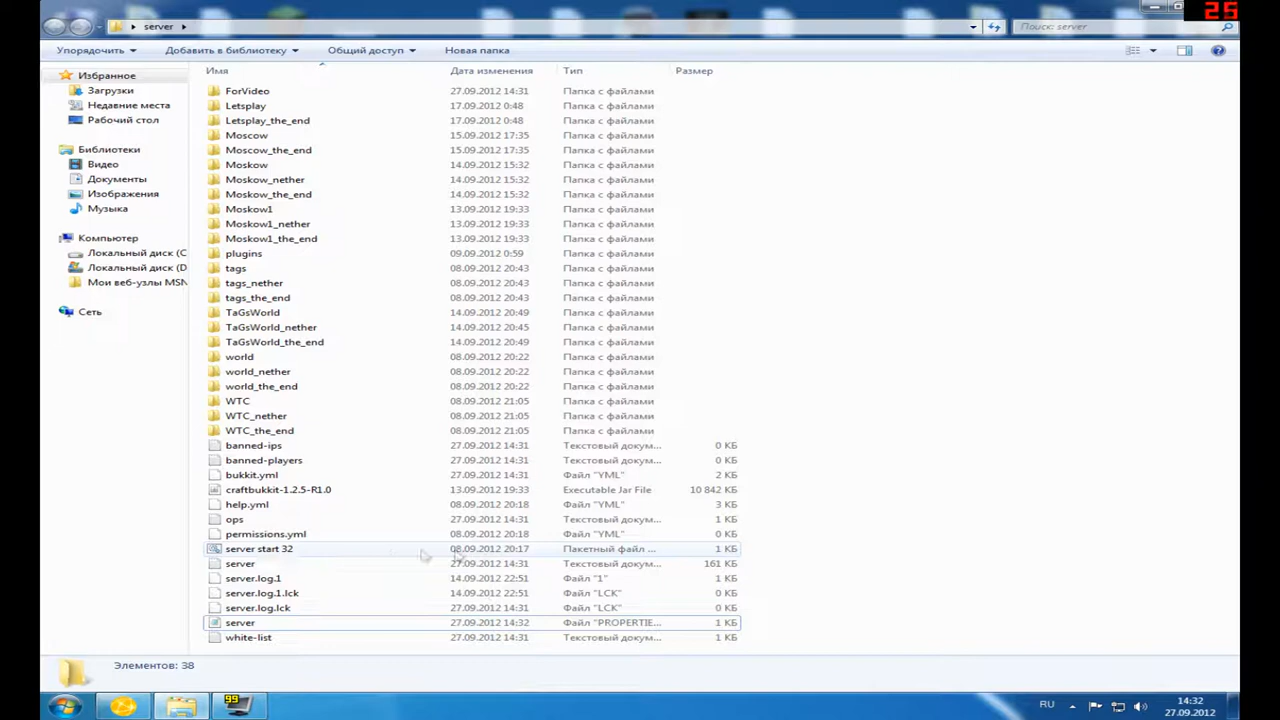 25
server
Поиск: server
Упорядочить Добавить в библиотеку Общий доступ Новая папка
Имя Дата изменения Тип Размер
Избранное
Загрузки
Недавние места
Рабочий стол
Библиотеки
Видео
Документы
Изображения
Музыка
Компьютер
Локальный диск (C
Локальный диск (D
Мои веб-узлы MSN
Сеть
ForVideo 27.09.2012 14:31 Папка с файлами
Letsplay 17.09.2012 0:48 Папка с файлами
Letsplay_the_end 17.09.2012 0:48 Папка с файлами
Moscow 15.09.2012 17:35 Папка с файлами
Moscow_the_end 15.09.2012 17:35 Папка с файлами
Moskow 14.09.2012 15:32 Папка с файлами
Moskow_nether 14.09.2012 15:32 Папка с файлами
Moskow_the_end 14.09.2012 15:32 Папка с файлами
Moskow1 13.09.2012 19:33 Папка с файлами
Moskow1_nether 13.09.2012 19:33 Папка с файлами
Moskow1_the_end 13.09.2012 19:33 Папка с файлами
plugins 09.09.2012 0:59 Папка с файлами
tags 08.09.2012 20:43 Папка с файлами
tags_nether 08.09.2012 20:43 Папка с файлами
tags_the_end 08.09.2012 20:43 Папка с файлами
TaGsWorld 14.09.2012 20:49 Папка с файлами
TaGsWorld_nether 14.09.2012 20:45 Папка с файлами
TaGsWorld_the_end 14.09.2012 20:49 Папка с файлами
world 08.09.2012 20:22 Папка с файлами
world_nether 08.09.2012 20:22 Папка с файлами
world_the_end 08.09.2012 20:22 Папка с файлами
WTC 08.09.2012 21:05 Папка с файлами
WTC_nether 08.09.2012 21:05 Папка с файлами
WTC_the_end 08.09.2012 21:05 Папка с файлами
banned-ips 27.09.2012 14:31 Текстовый докум... 0 КБ
banned-players 27.09.2012 14:31 Текстовый докум... 0 КБ
bukkit.yml 27.09.2012 14:31 Файл "YML" 2 КБ
craftbukkit-1.2.5-R1.0 13.09.2012 19:33 Executable Jar File 10 842 КБ
help.yml 08.09.2012 20:18 Файл "YML" 3 КБ
ops 27.09.2012 14:31 Текстовый докум... 1 КБ
permissions.yml 08.09.2012 20:18 Файл "YML" 0 КБ
server start 32 08.09.2012 20:17 Пакетный файл ... 1 КБ
server 27.09.2012 14:31 Текстовый докум... 161 КБ
server.log.1 14.09.2012 22:51 Файл "1" 1 КБ
server.log.1.lck 14.09.2012 22:51 Файл "LCK" 0 КБ
server.log.lck 27.09.2012 14:31 Файл "LCK" 0 КБ
server 27.09.2012 14:32 Файл "PROPERTIE... 1 КБ
white-list 27.09.2012 14:31 Текстовый докум... 0 КБ
Элементов: 38
99
RU
14:32
27.09.2012